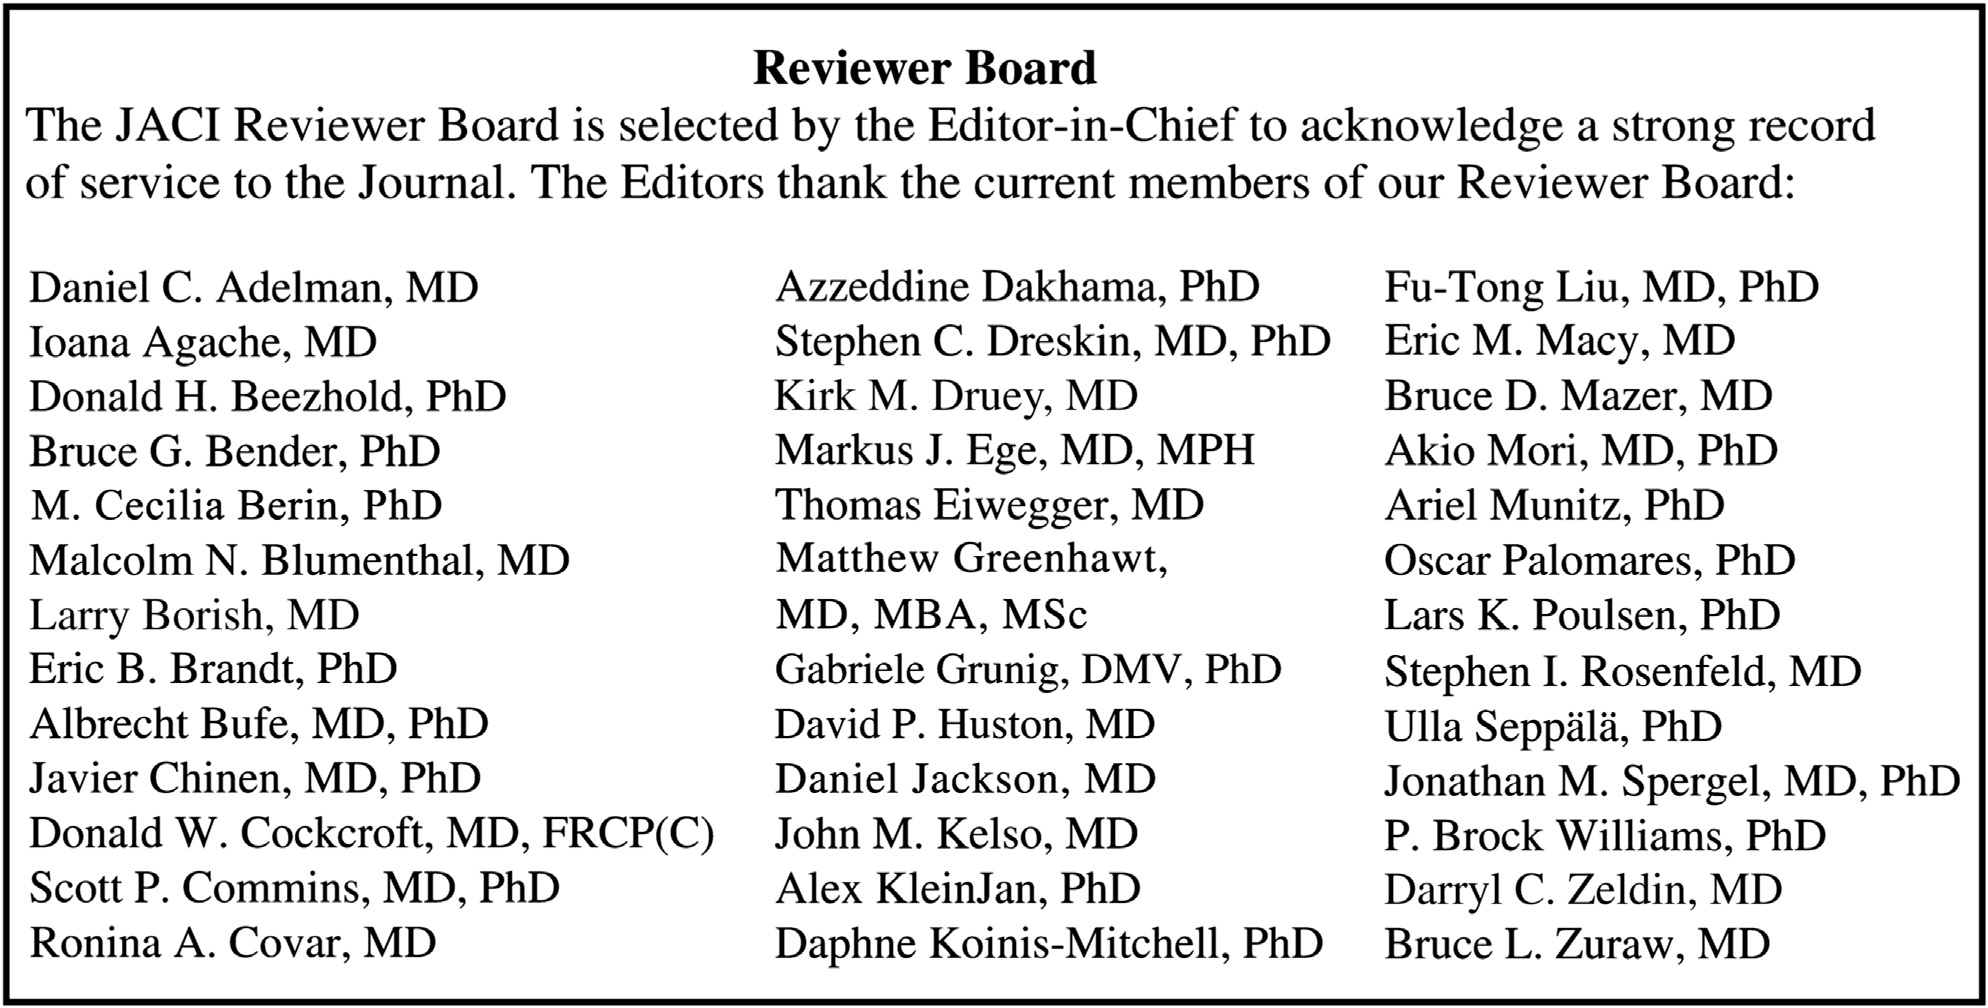 Reviewer Board
The JACI Reviewer Board is selected by the Editor-in-Chief to acknowledge a strong record
of service to the Journal. The Editors thank the current members of our Reviewer Board:
Daniel C. Adelman, MD
Ioana Agache, MD
Donald H. Beezhold, PhD
Bruce G. Bender, PhD
M. Cecilia Berin, PhD
Malcolm N. Blumenthal, MD
Larry Borish, MD
Eric B. Brandt, PhD
Albrecht Bufe, MD, PhD
Javier Chinen, MD, PhD
Donald W. Cockcroft, MD, FRCP(C)
Scott P. Commins, MD, PhD
Ronina A. Covar, MD
Azzeddine Dakhama, PhD
Stephen C. Dreskin, MD, PhD
Kirk M. Druey, MD
Markus J. Ege, MD, MPH
Thomas Eiwegger, MD
Matthew Greenhawt,
MD, MBA, MSc
Gabriele Grunig, DMV, PhD
David P. Huston, MD
Daniel Jackson, MD
John M. Kelso, MD
Alex KleinJan, PhD
Daphne Koinis-Mitchell, PhD
Fu-Tong Liu, MD, PhD
Eric M. Macy, MD
Bruce D. Mazer, MD
Akio Mori, MD, PhD
Ariel Munitz, PhD
Oscar Palomares, PhD
Lars K. Poulsen, PhD
Stephen I. Rosenfeld, MD
Ulla Seppälä, PhD
Jonathan M. Spergel, MD, PhD
P. Brock Williams, PhD
Darryl C. Zeldin, MD
Bruce L. Zuraw, MD